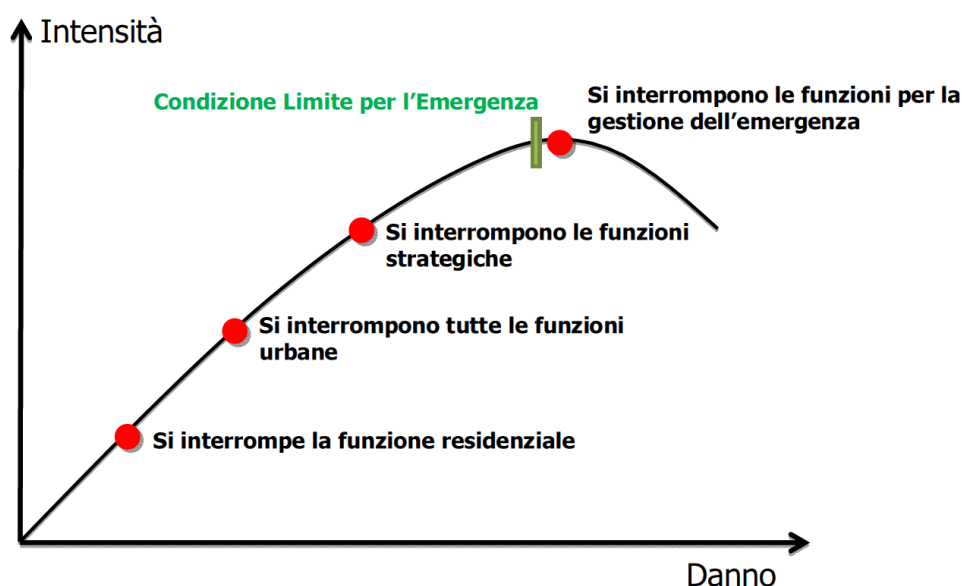 Intensità
Condizione Limite per l’Emergenza
Si interrompono le funzioni per la
gestione dell’emergenza
Si interrompono le funzioni
strategiche
Si interrompono tutte le funzioni
urbane
Si interrompe la funzione residenziale
Danno